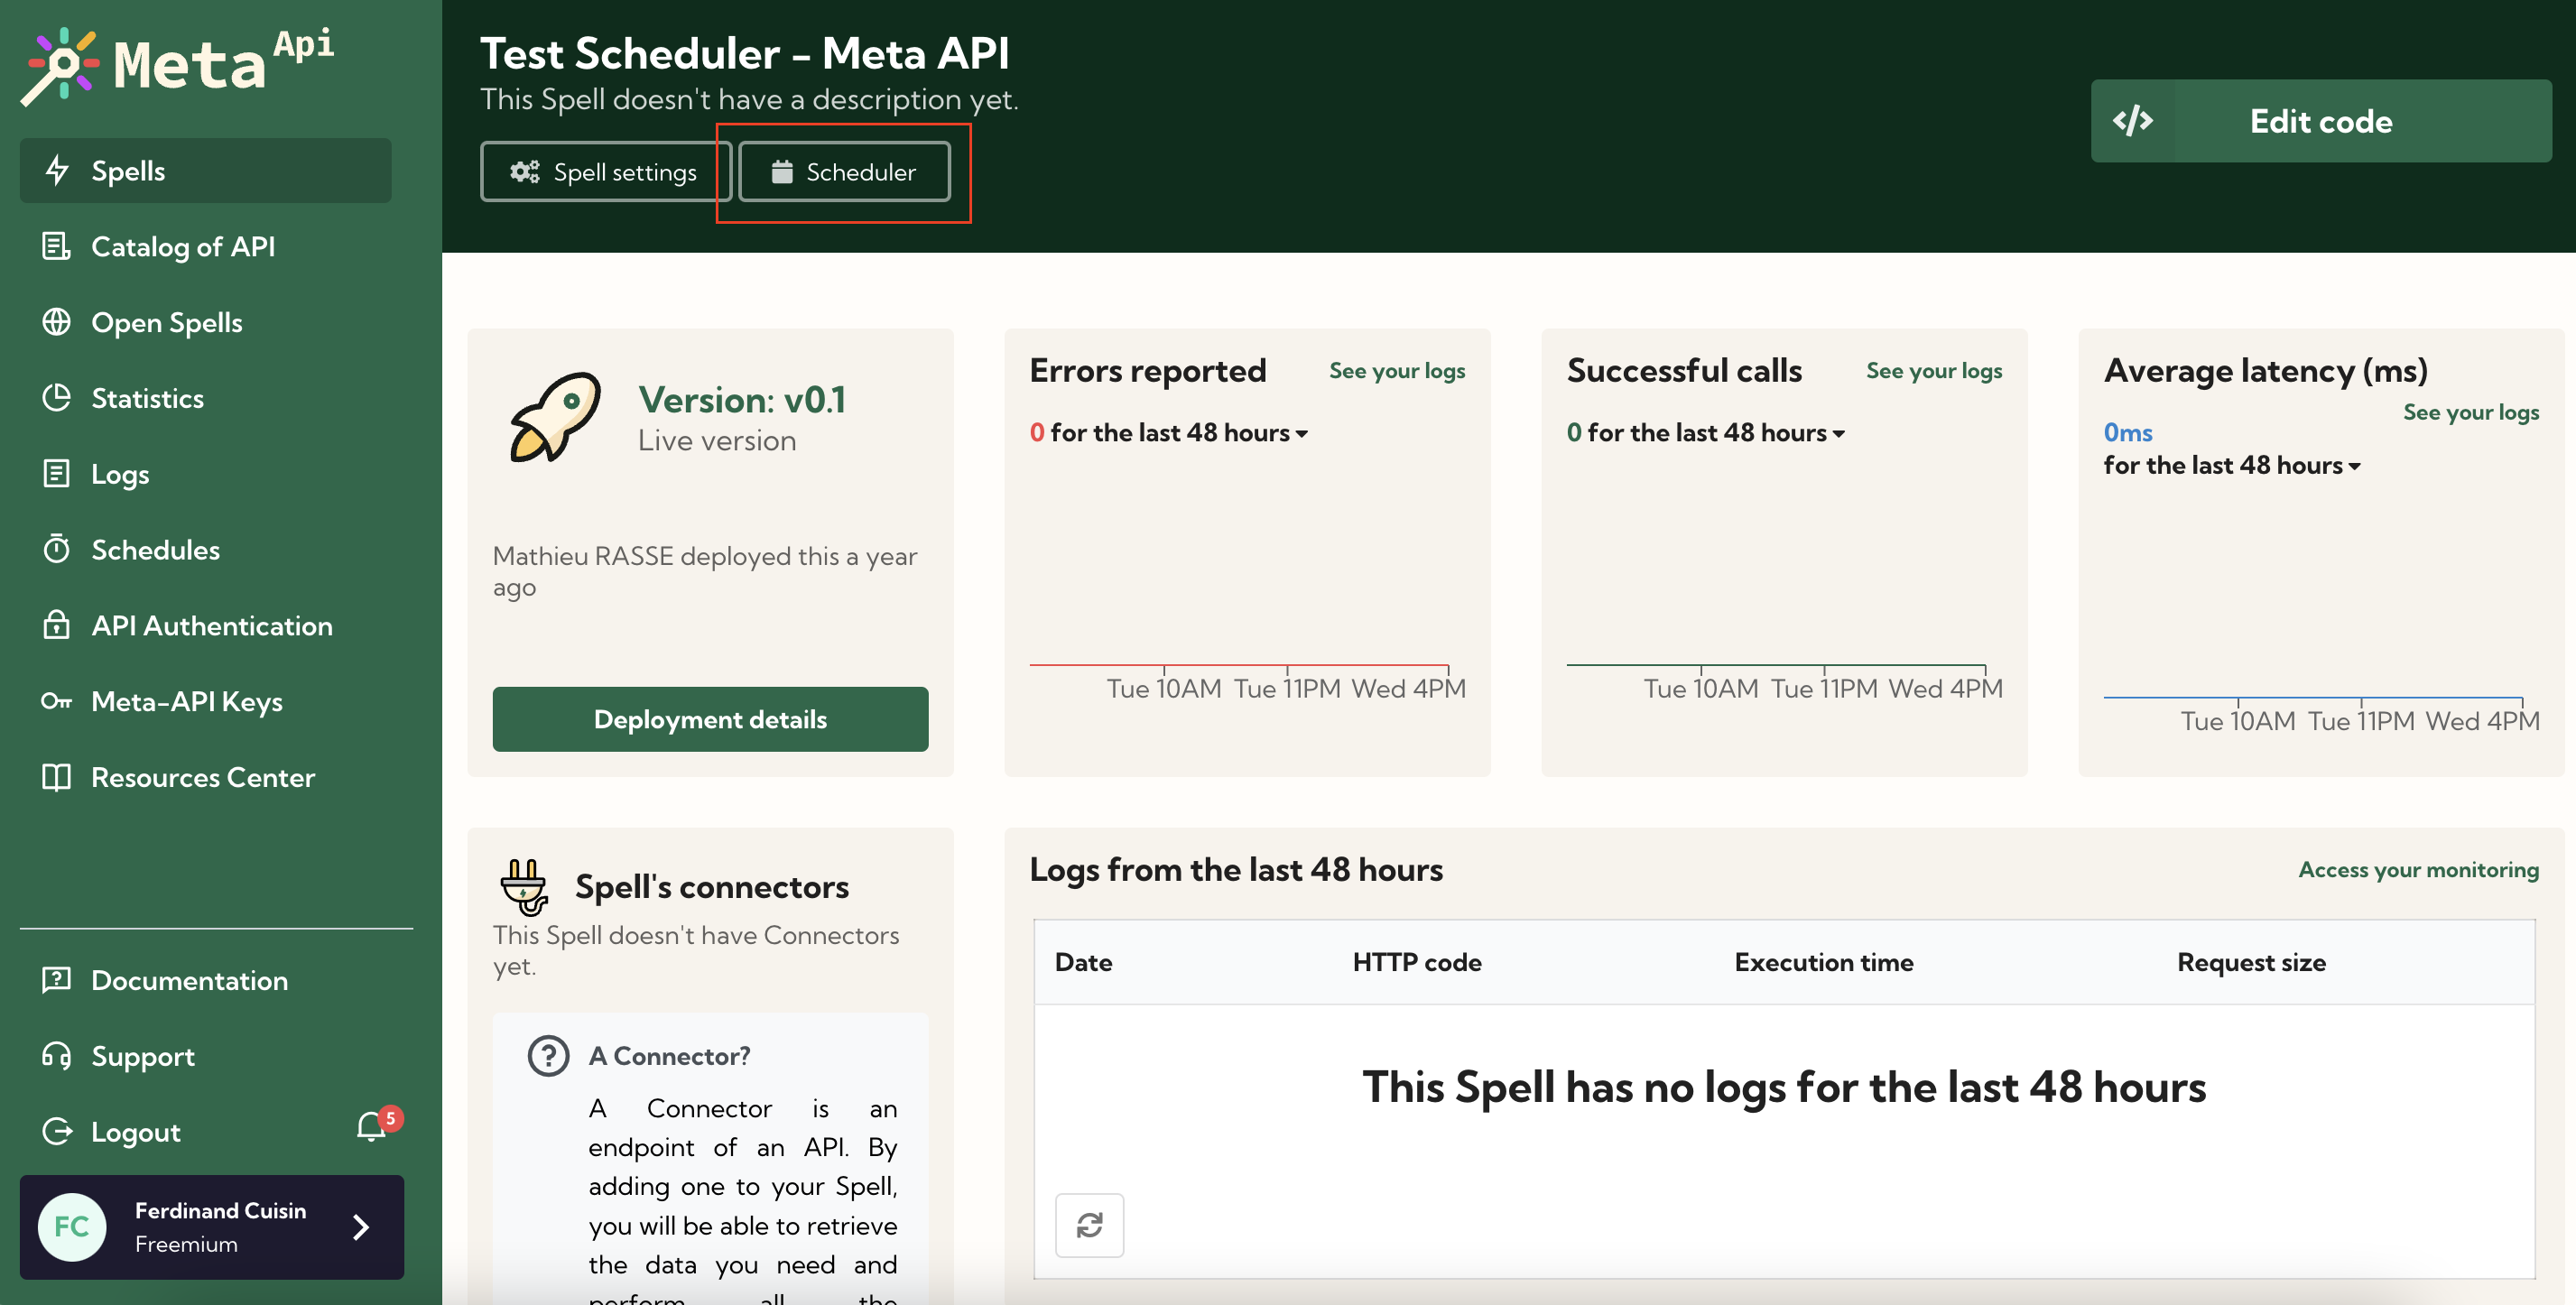 Meta Api
Spells
Catalog of API
Open Spells
Statistics
Logs
Schedules
API Authentication
Meta-API Keys
Resources Center
Documentation
Support
Logout
5
FC
Ferdinand Cuisin
Freemium
Test Scheduler - Meta API
This Spell doesn't have a description yet.
Spell settings
Scheduler
Edit code
Version: v0.1
Live version
Mathieu RASSE deployed this a year
ago
Deployment details
Errors reported
See your logs
0 for the last 48 hours
Tue 10AM Tue 11PM Wed 4PM
Successful calls
See your logs
0 for the last 48 hours
Tue 10AM Tue 11PM Wed 4PM
Average latency (ms)
See your logs
0ms
for the last 48 hours
Tue 10AM Tue 11PM Wed 4PM
Spell's connectors
This Spell doesn't have Connectors
yet.
A Connector?
A Connector is an
endpoint of an API. By
adding one to your Spell,
you will be able to retrieve
the data you need and
perform all the
Logs from the last 48 hours
Access your monitoring
Date HTTP code Execution time Request size
This Spell has no logs for the last 48 hours